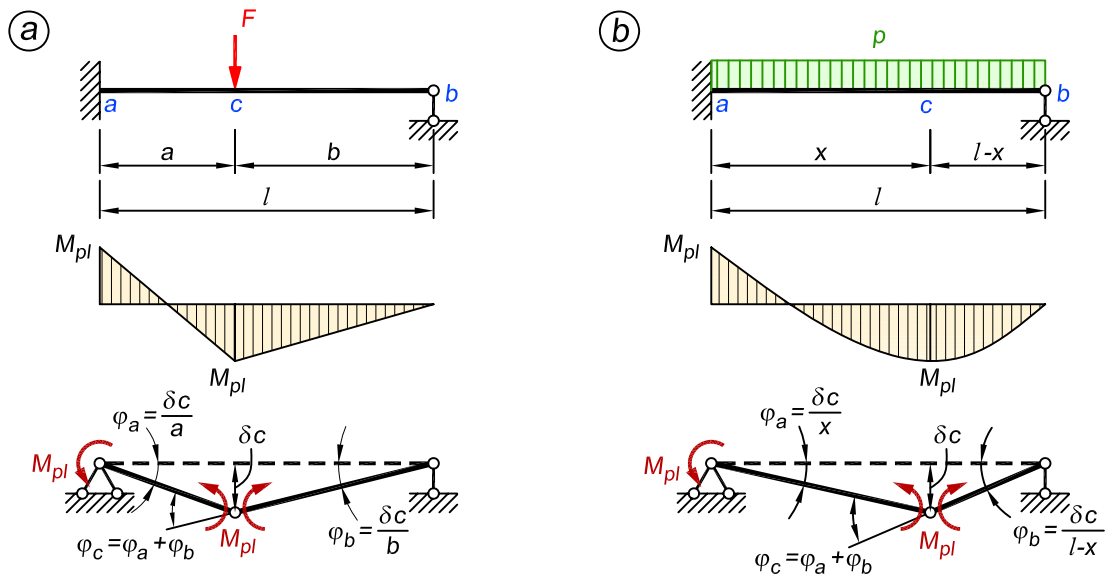 a
F
a
c
b
a
b
l
M_pl
M_pl
φ_a = δc/a
δc
M_pl
φ_c = φ_a + φ_b
M_pl
φ_b = δc/b
b
p
a
c
b
x
l-x
l
M_pl
M_pl
φ_a = δc/x
δc
M_pl
φ_c = φ_a + φ_b
M_pl
φ_b = δc/l-x